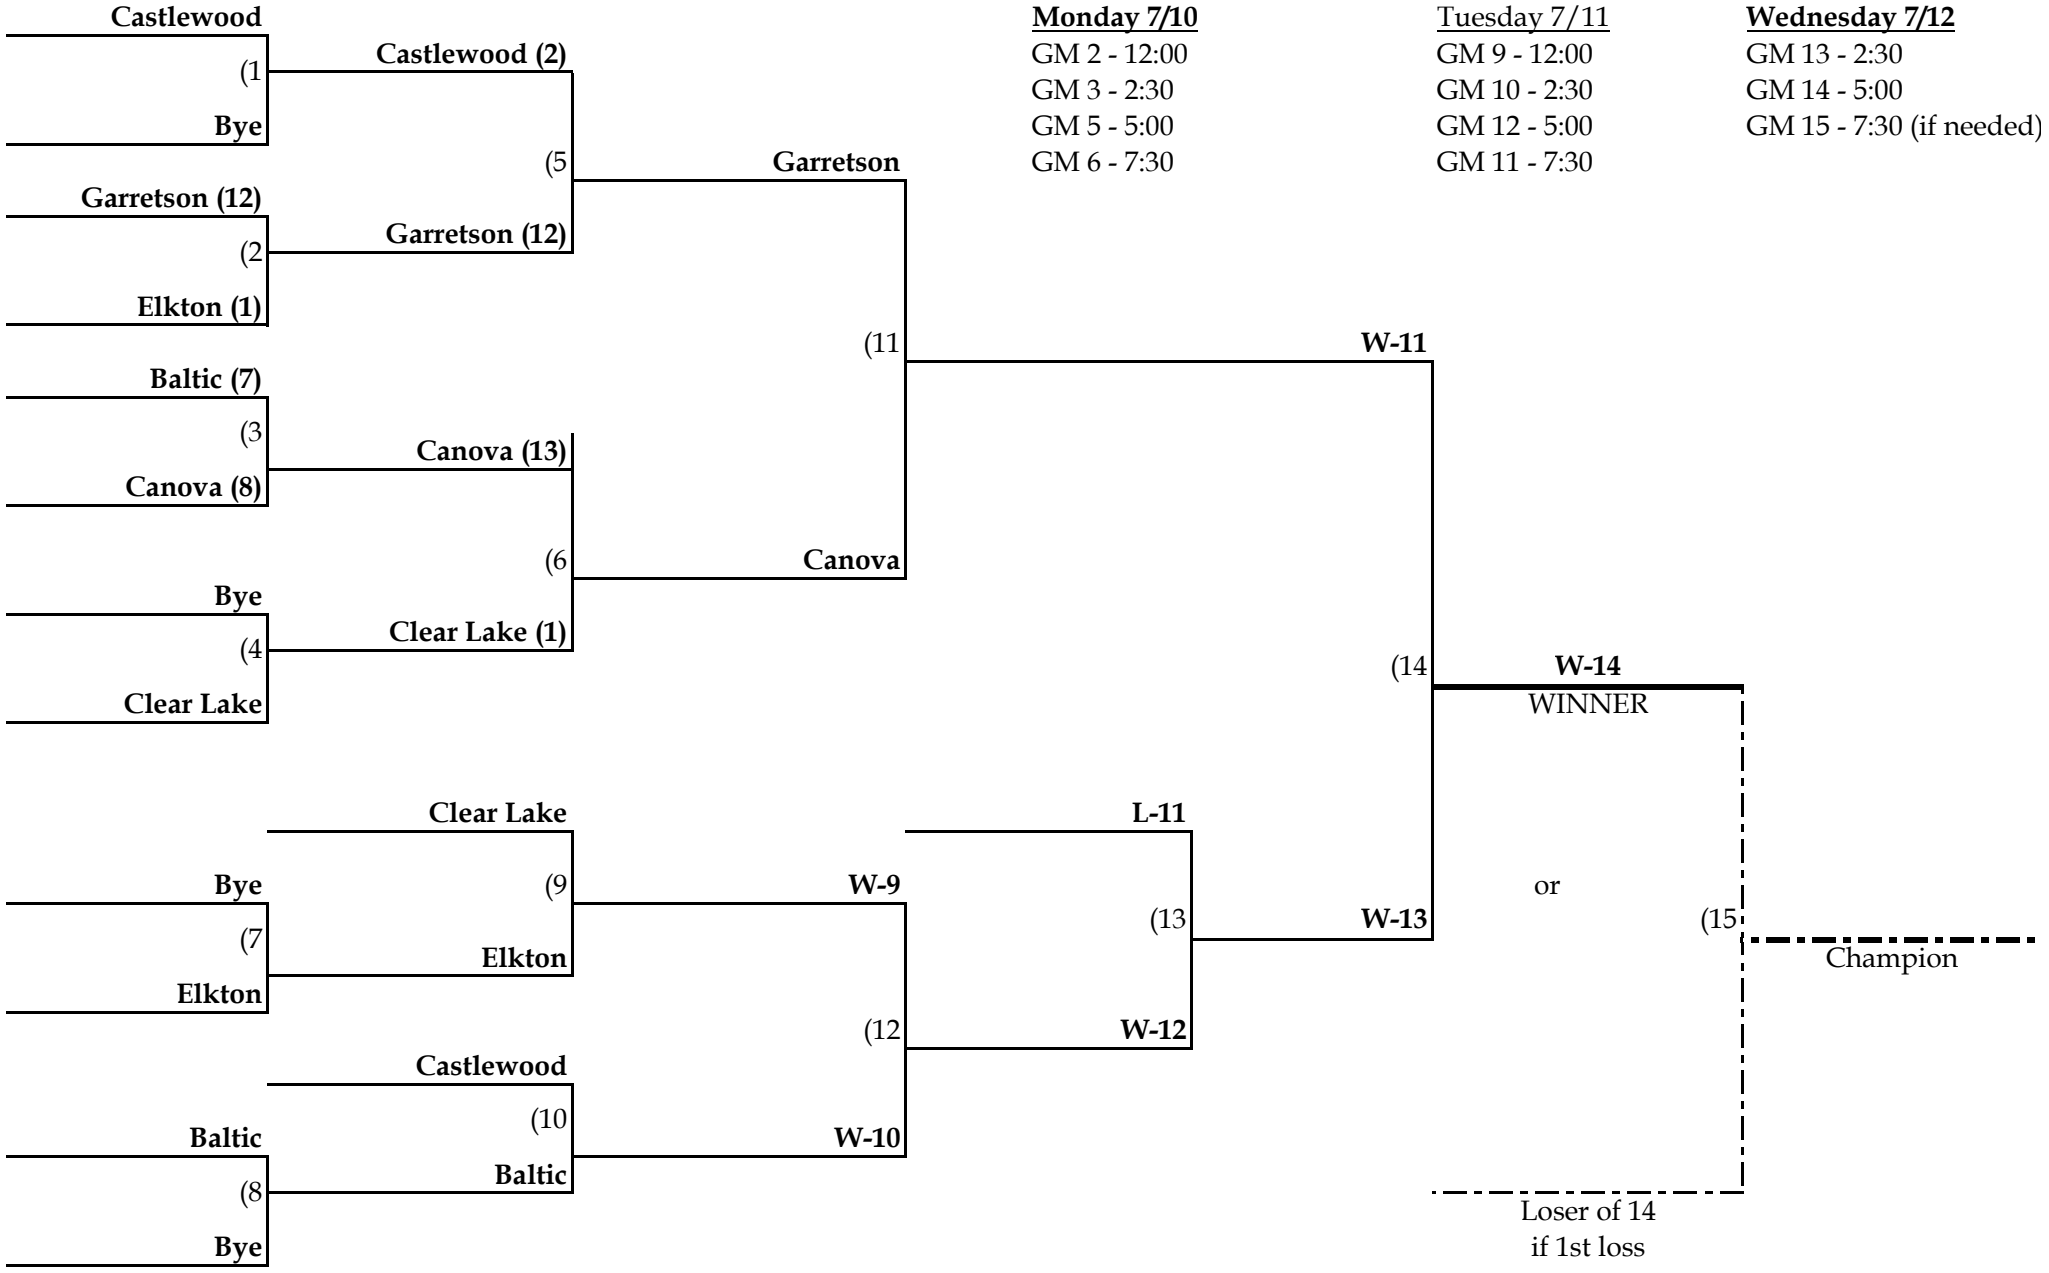 Castlewood
Monday 7/10
Tuesday 7/11
Wednesday 7/12
Castlewood (2)
GM 2 - 12:00
GM 9 - 12:00
GM 13 - 2:30
(1
GM 3 - 2:30
GM 10 - 2:30
GM 14 - 5:00
Bye
GM 5 - 5:00
GM 12 - 5:00
GM 15 - 7:30 (if needed)
(5
Garretson
GM 6 - 7:30
GM 11 - 7:30
Garretson (12)
Garretson (12)
(2
Elkton (1)
(11
W-11
Baltic (7)
(3
Canova (13)
Canova (8)
(6
Canova
Bye
Clear Lake (1)
(4
(14
W-14
Clear Lake
WINNER
Clear Lake
L-11
Bye
(9
W-9
or
(7
(13
W-13
(15
Elkton
Champion
Elkton
(12
W-12
Castlewood
(10
Baltic
W-10
Baltic
(8
Loser of 14
Bye
if 1st loss